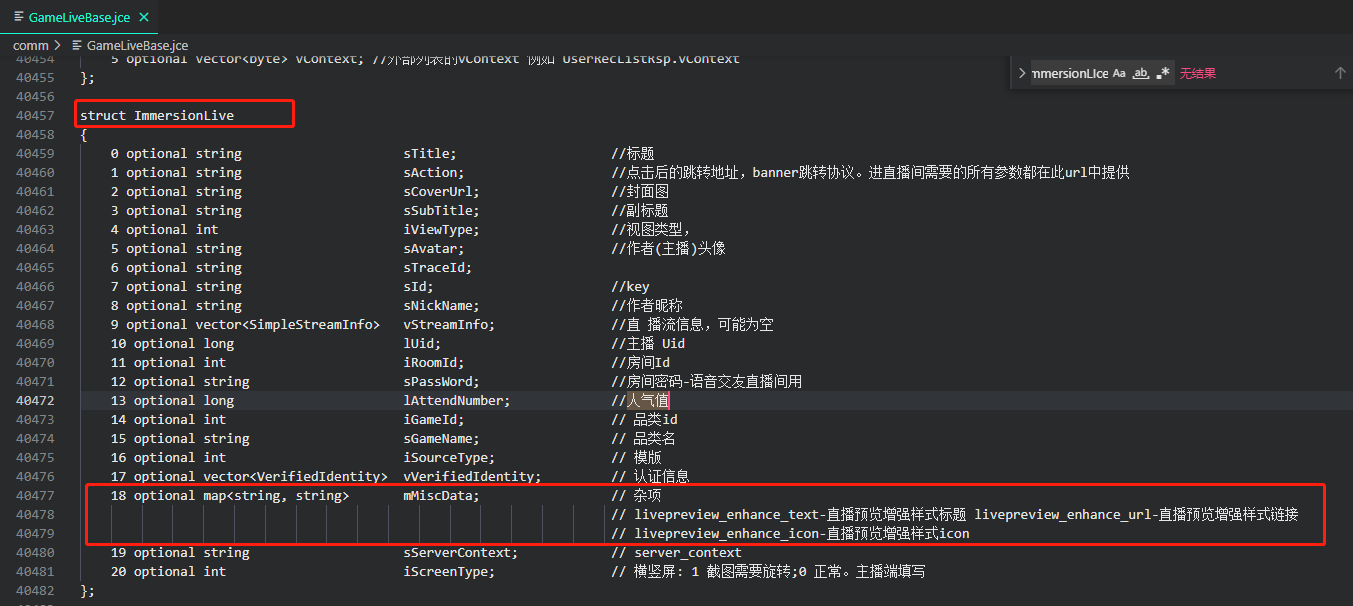 GameLiveBase.jce
comm > GameLiveBase.jce
40454 5 optional vector<byte> vContext; //外部列表的vContext 例如 UserRecListRsp.vContext
mmersionLIce Aa ab .* 无结果
40455 };
40456
40457 struct ImmersionLive
40458 {
40459 0 optional string sTitle; //标题
40460 1 optional string sAction; //点击后的跳转地址，banner跳转协议。进直播间需要的所有参数都在此url中提供
40461 2 optional string sCoverUrl; //封面图
40462 3 optional string sSubTitle; //副标题
40463 4 optional int iViewType; //视图类型，
40464 5 optional string sAvatar; //作者(主播)头像
40465 6 optional string sTraceId;
40466 7 optional string sId; //key
40467 8 optional string sNickName; //作者昵称
40468 9 optional vector<SimpleStreamInfo> vStreamInfo; //直 播流信息，可能为空
40469 10 optional long lUid; //主播 Uid
40470 11 optional int iRoomId; //房间Id
40471 12 optional string sPassWord; //房间密码-语音交友直播间用
40472 13 optional long lAttendNumber; //人气值
40473 14 optional int iGameId; // 品类id
40474 15 optional string sGameName; // 品类名
40475 16 optional int iSourceType; // 模版
40476 17 optional vector<VerifiedIdentity> vVerifiedIdentity; // 认证信息
40477 18 optional map<string, string> mMiscData; // 杂项
40478 // livepreview_enhance_text-直播预览增强样式标题 livepreview_enhance_url-直播预览增强样式链接
40479 // livepreview_enhance_icon-直播预览增强样式icon
40480 19 optional string sServerContext; // server_context
40481 20 optional int iScreenType; // 横竖屏: 1 截图需要旋转;0 正常。主播端填写
40482 };